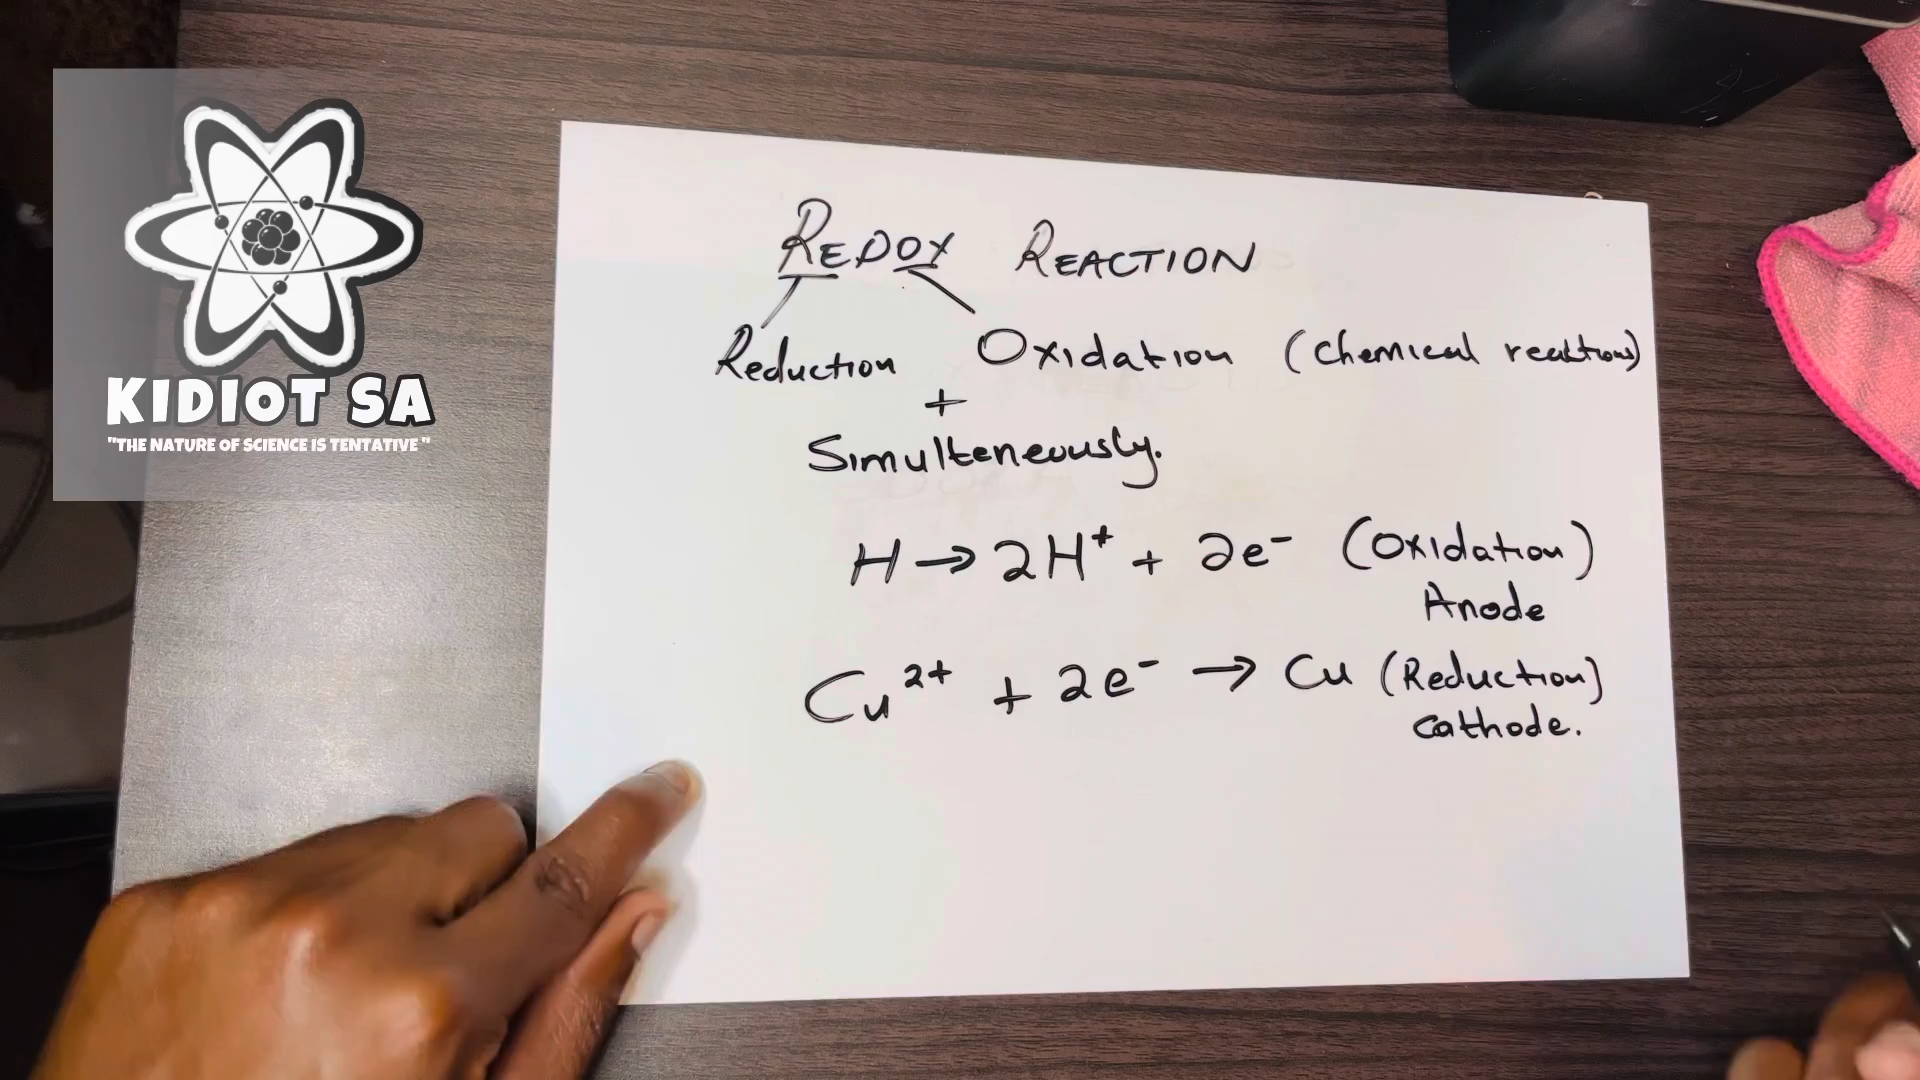 KIDIOT SA
"THE NATURE OF SCIENCE IS TENTATIVE"
REDOX REACTION
Reduction + Oxidation (Chemical reactions)
Simulteneously.
H → 2H⁺ + 2e⁻ (Oxidation)
Anode
Cu²⁺ + 2e⁻ → Cu (Reduction)
Cathode.